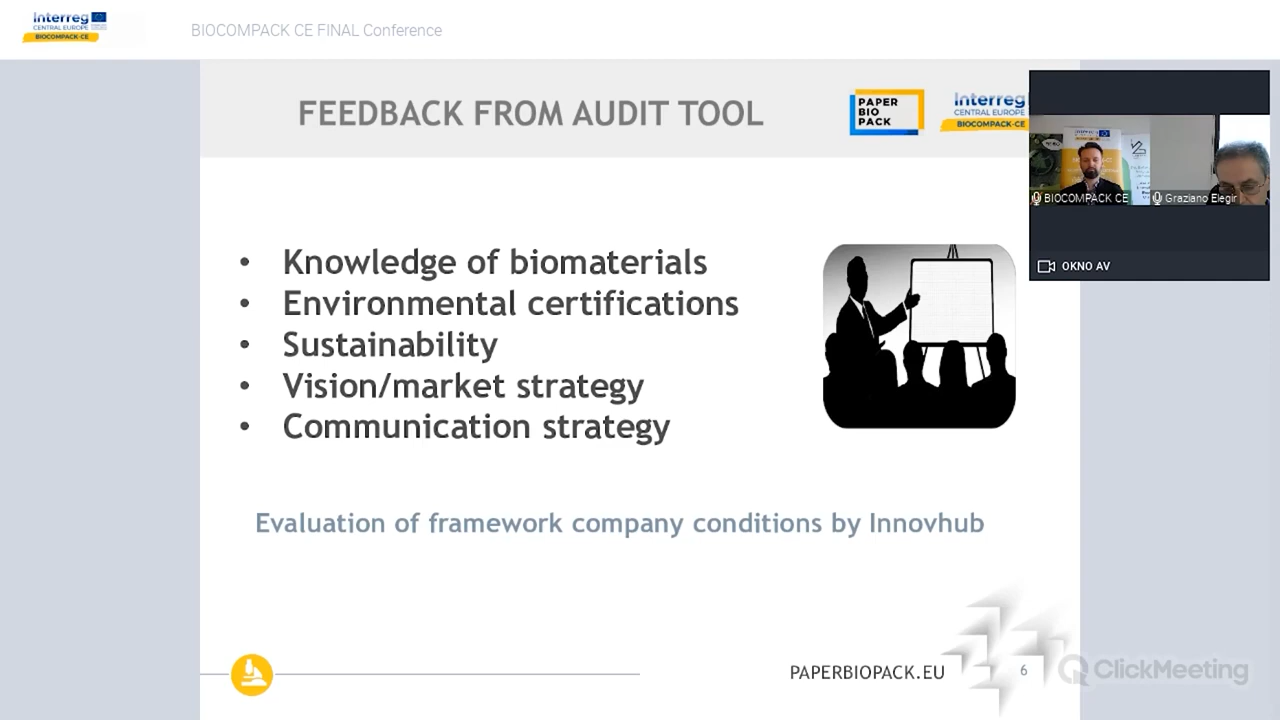 Interreg
CENTRAL EUROPE
BIOCOMPACK-CE
BIOCOMPACK CE FINAL Conference
FEEDBACK FROM AUDIT TOOL
PAPER
BIO
PACK
Interreg
CENTRAL EUROPE
BIOCOMPACK-CE
• Knowledge of biomaterials
• Environmental certifications
• Sustainability
• Vision/market strategy
• Communication strategy
BIOCOMPACK CE
Graziano Elegir
OKNO AV
Evaluation of framework company conditions by Innovhub
PAPERBIOPACK.EU
6
ClickMeeting